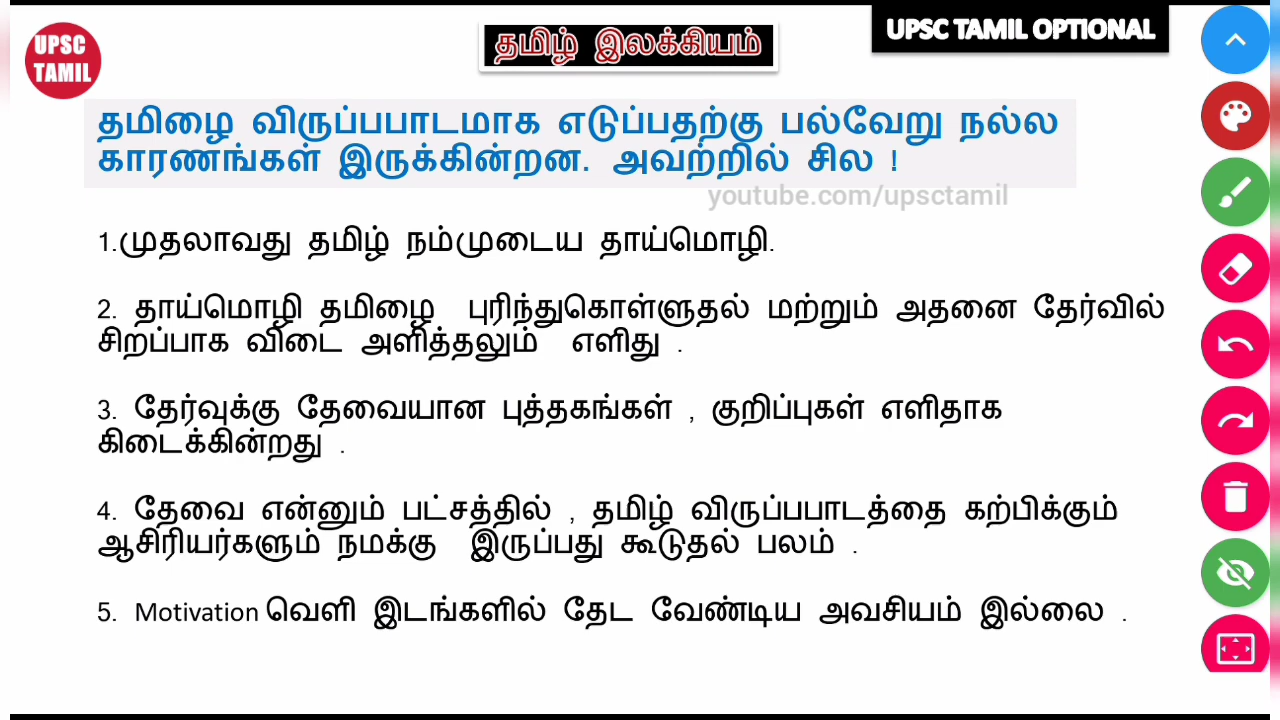 UPSC
TAMIL
தமிழ் இலக்கியம்
UPSC TAMIL OPTIONAL
தமிழை விருப்பபாடமாக எடுப்பதற்கு பல்வேறு நல்ல
காரணங்கள் இருக்கின்றன. அவற்றில் சில !
youtube.com/upsctamil
1.முதலாவது தமிழ் நம்முடைய தாய்மொழி.
2. தாய்மொழி தமிழை புரிந்துகொள்ளுதல் மற்றும் அதனை தேர்வில்
சிறப்பாக விடை அளித்தலும் எளிது .
3. தேர்வுக்கு தேவையான புத்தகங்கள் , குறிப்புகள் எளிதாக
கிடைக்கின்றது .
4. தேவை என்னும் பட்சத்தில் , தமிழ் விருப்பபாடத்தை கற்பிக்கும்
ஆசிரியர்களும் நமக்கு இருப்பது கூடுதல் பலம் .
5. Motivation வெளி இடங்களில் தேட வேண்டிய அவசியம் இல்லை .